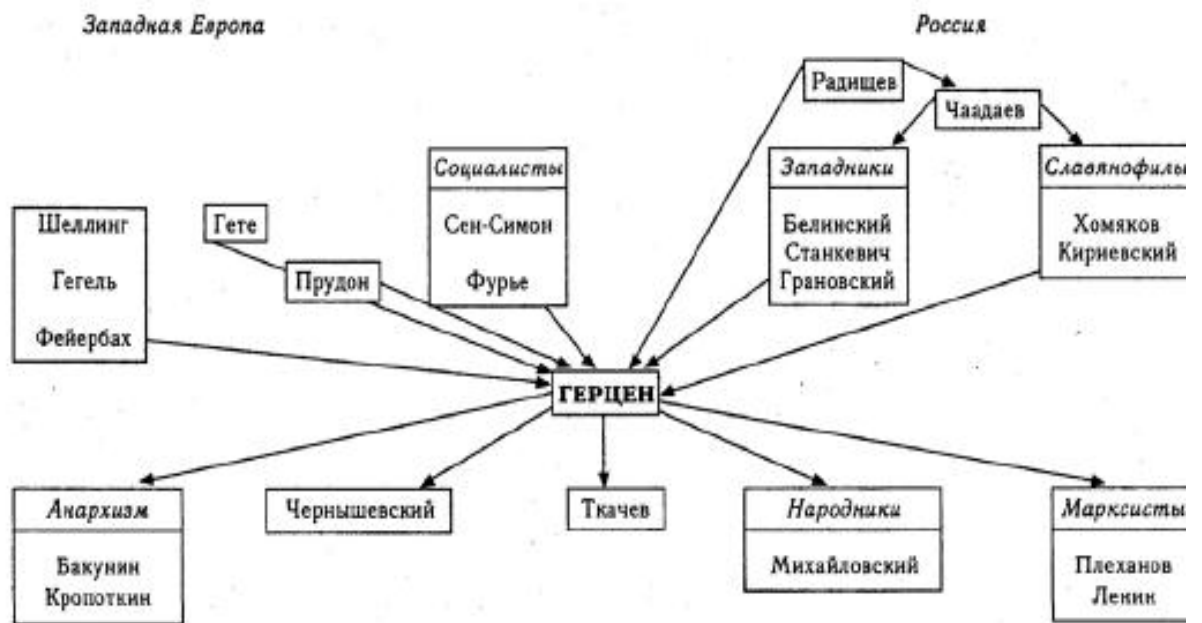 Западная Европа
Россия
Радищев
Чаадаев
Социалисты
Сен-Симон
Фурье
Западники
Белинский
Станкевич
Грановский
Славянофилы
Хомяков
Кириевский
Шеллинг
Гегель
Фейербах
Гете
Прудон
ГЕРЦЕН
Анархизм
Бакунин
Кропоткин
Чернышевский
Ткачев
Народники
Михайловский
Марксисты
Плеханов
Ленин